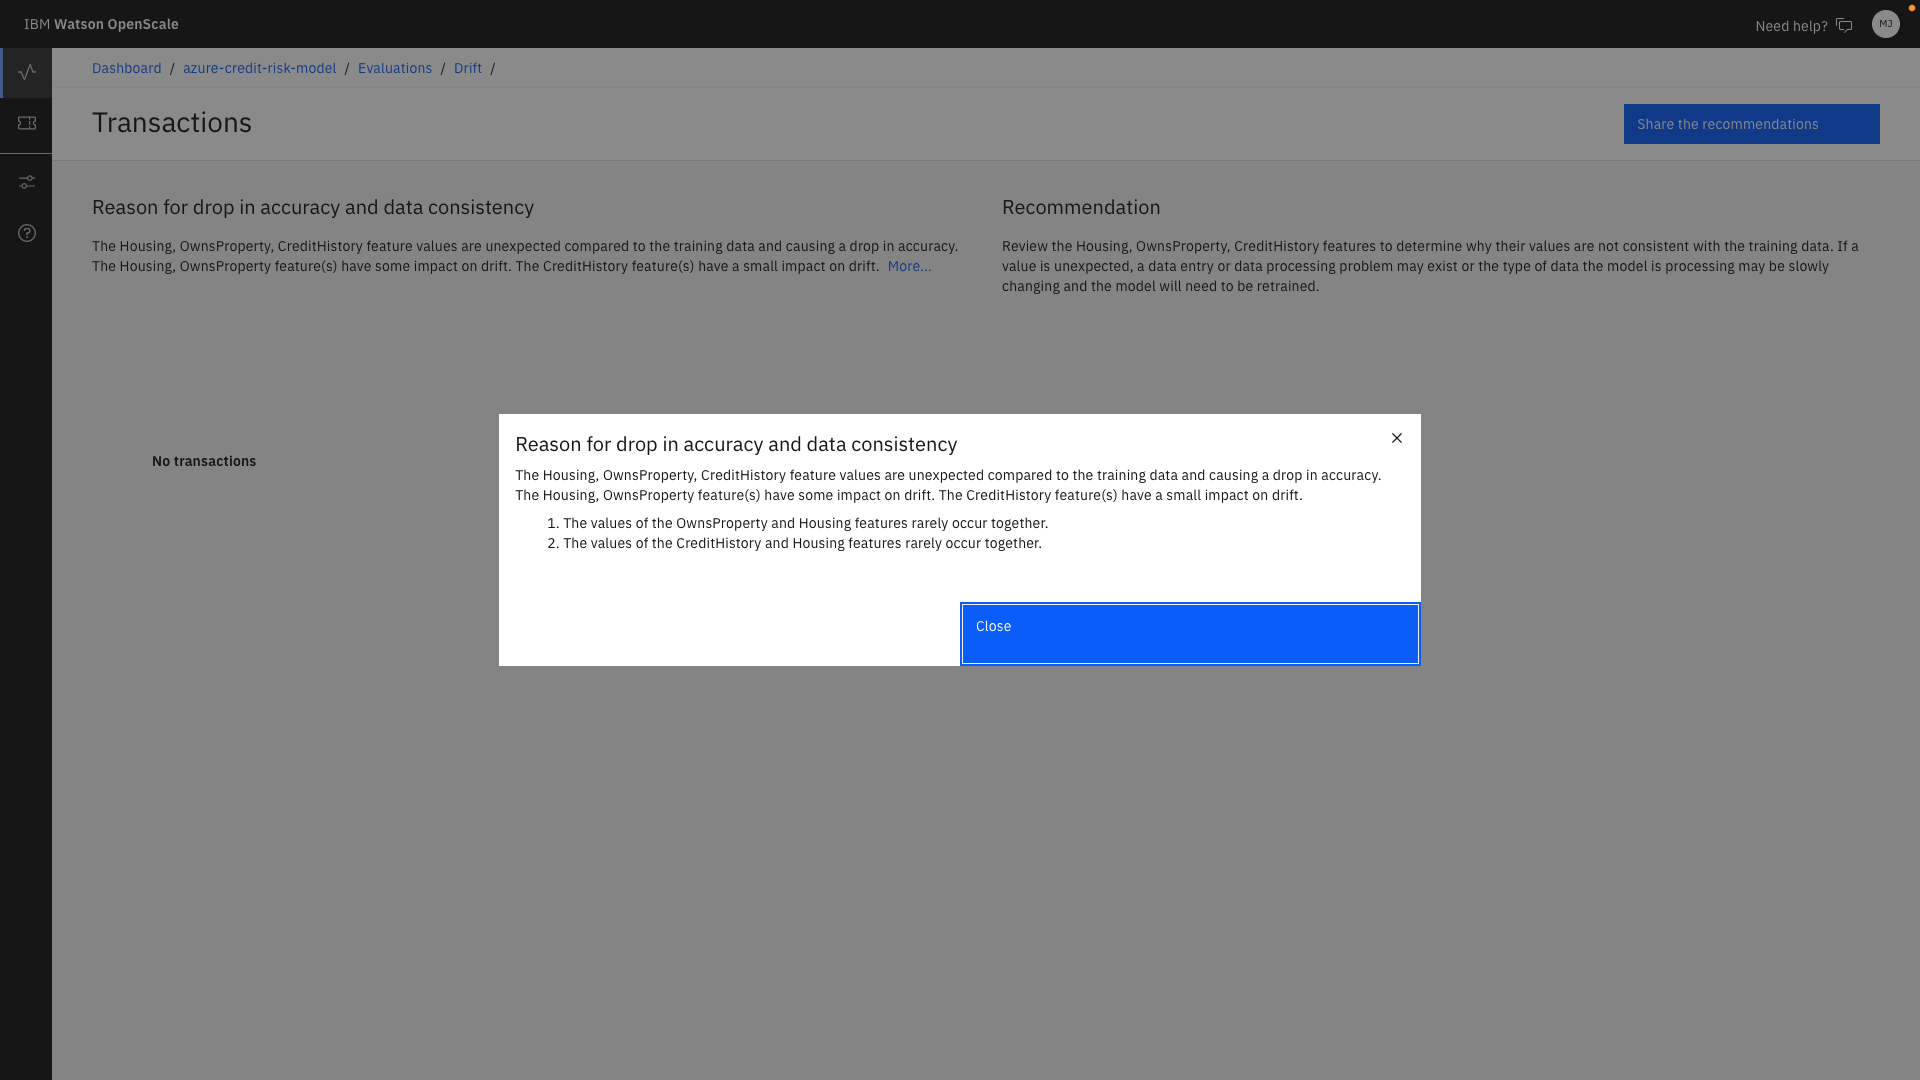 IBM Watson OpenScale
Need help?
MJ
Dashboard / azure-credit-risk-model / Evaluations / Drift /
Transactions
Share the recommendations
Reason for drop in accuracy and data consistency
The Housing, OwnsProperty, CreditHistory feature values are unexpected compared to the training data and causing a drop in accuracy.
The Housing, OwnsProperty feature(s) have some impact on drift. The CreditHistory feature(s) have a small impact on drift. More...
Recommendation
Review the Housing, OwnsProperty, CreditHistory features to determine why their values are not consistent with the training data. If a
value is unexpected, a data entry or data processing problem may exist or the type of data the model is processing may be slowly
changing and the model will need to be retrained.
No transactions
Reason for drop in accuracy and data consistency
The Housing, OwnsProperty, CreditHistory feature values are unexpected compared to the training data and causing a drop in accuracy.
The Housing, OwnsProperty feature(s) have some impact on drift. The CreditHistory feature(s) have a small impact on drift.
1. The values of the OwnsProperty and Housing features rarely occur together.
2. The values of the CreditHistory and Housing features rarely occur together.
Close